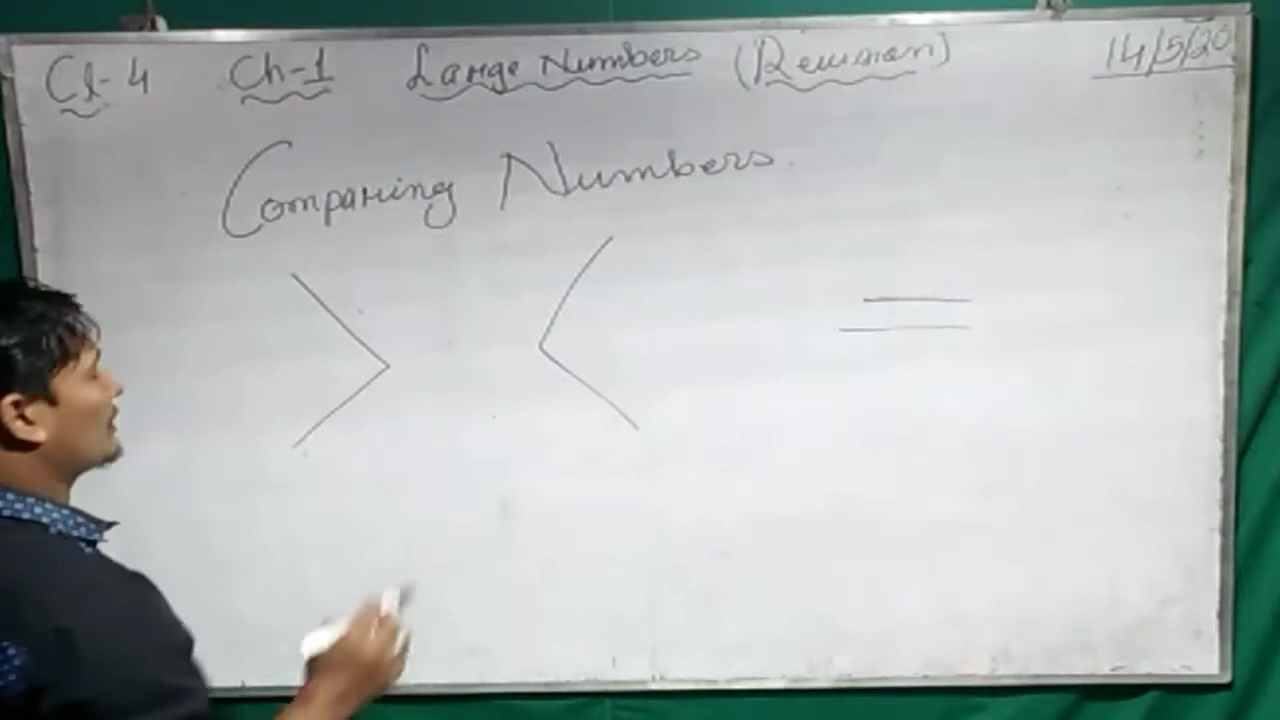 Cl-4 Ch-1 Large Numbers (Revision) 14/5/20
Comparing Numbers.
> < =